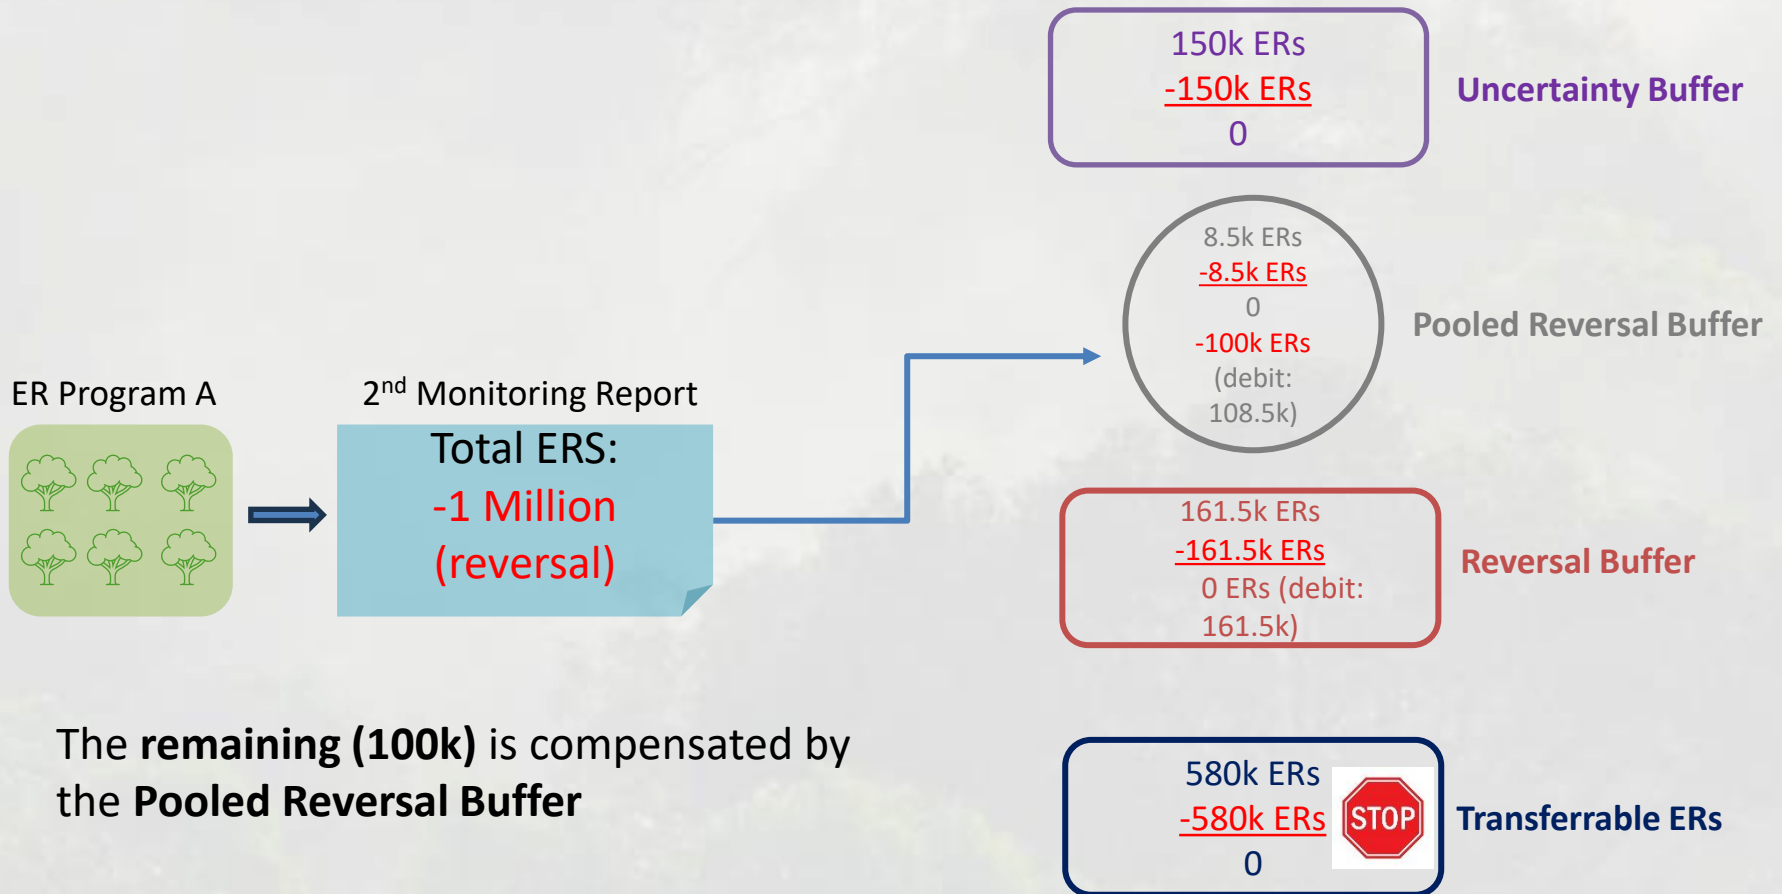 ER Program A
2nd Monitoring Report
Total ERS:
-1 Million
(reversal)
The remaining (100k) is compensated by
the Pooled Reversal Buffer
150k ERs
-150k ERs
0
Uncertainty Buffer
8.5k ERs
-8.5k ERs
0
-100k ERs
(debit:
108.5k)
Pooled Reversal Buffer
161.5k ERs
-161.5k ERs
0 ERs (debit:
161.5k)
Reversal Buffer
580k ERs
-580k ERs
0
STOP
Transferrable ERs